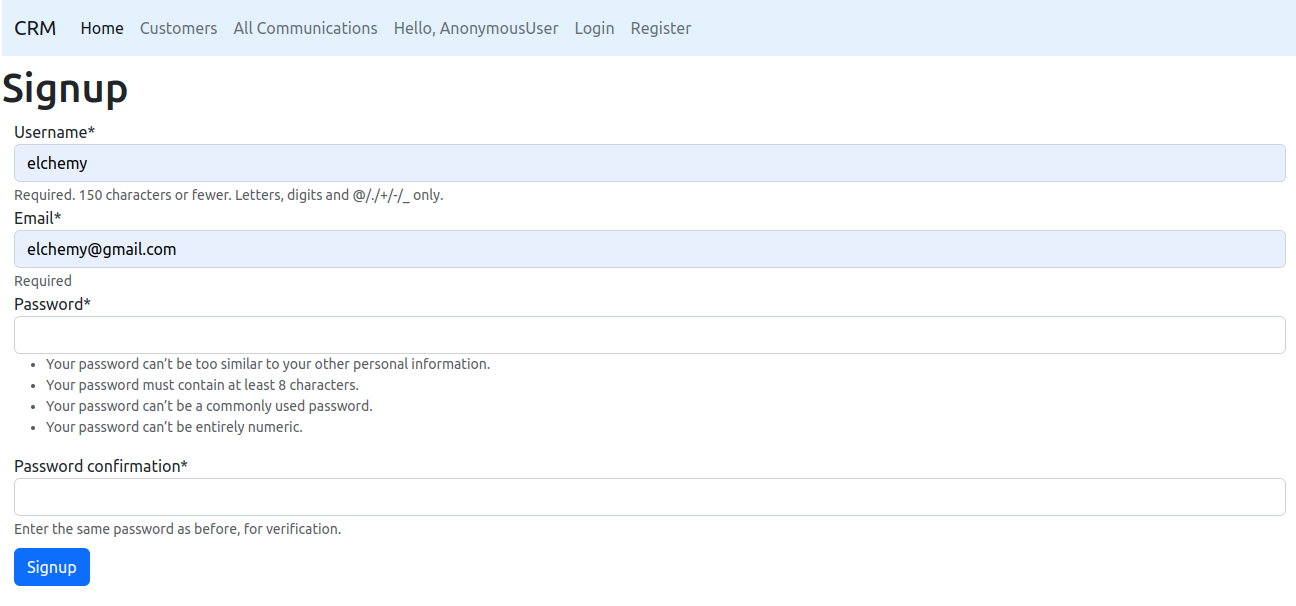 CRM Home Customers All Communications Hello, AnonymousUser Login Register
Signup
Username*
elchemy
Required. 150 characters or fewer. Letters, digits and @/./+/-/_ only.
Email*
elchemy@gmail.com
Required
Password*
• Your password can’t be too similar to your other personal information.
• Your password must contain at least 8 characters.
• Your password can’t be a commonly used password.
• Your password can’t be entirely numeric.
Password confirmation*
Enter the same password as before, for verification.
Signup